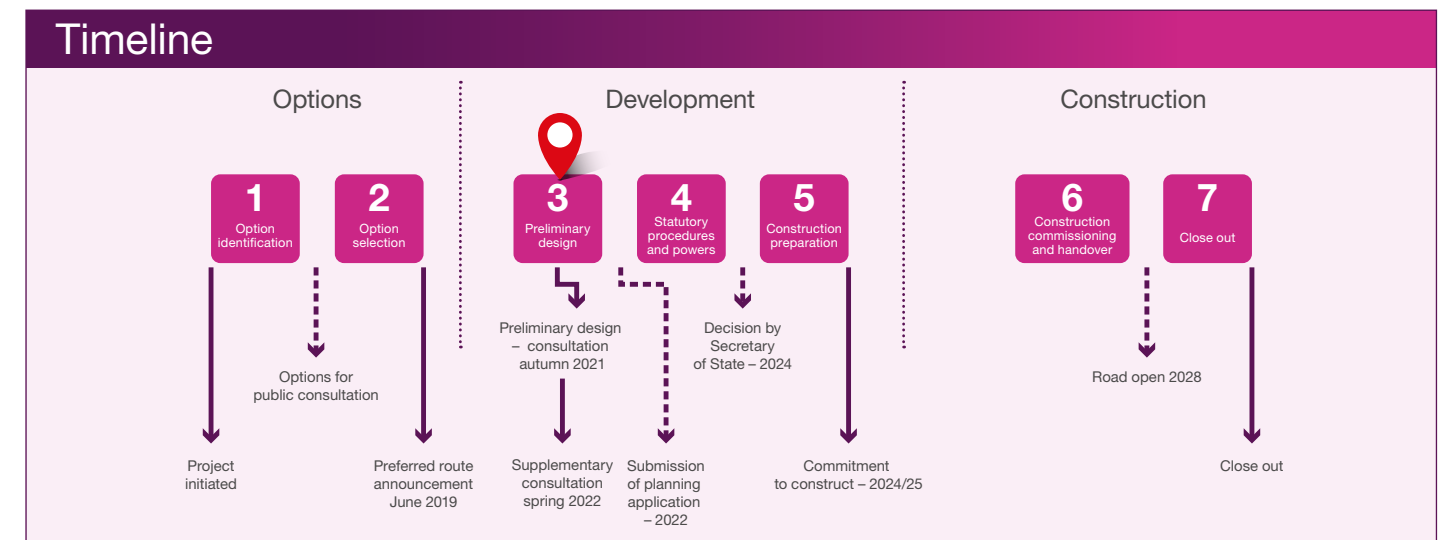 Timeline
Options
Development
Construction
1
Option
identification
2
Option
selection
3
Preliminary
design
4
Statutory
procedures
and powers
5
Construction
preparation
6
Construction
commissioning
and handover
7
Close out
Preliminary design
– consultation
autumn 2021
Decision by
Secretary
of State – 2024
Options for
public consultation
Road open 2028
Project
initiated
Preferred route
announcement
June 2019
Supplementary
consultation
spring 2022
Submission
of planning
application
– 2022
Commitment
to construct – 2024/25
Close out